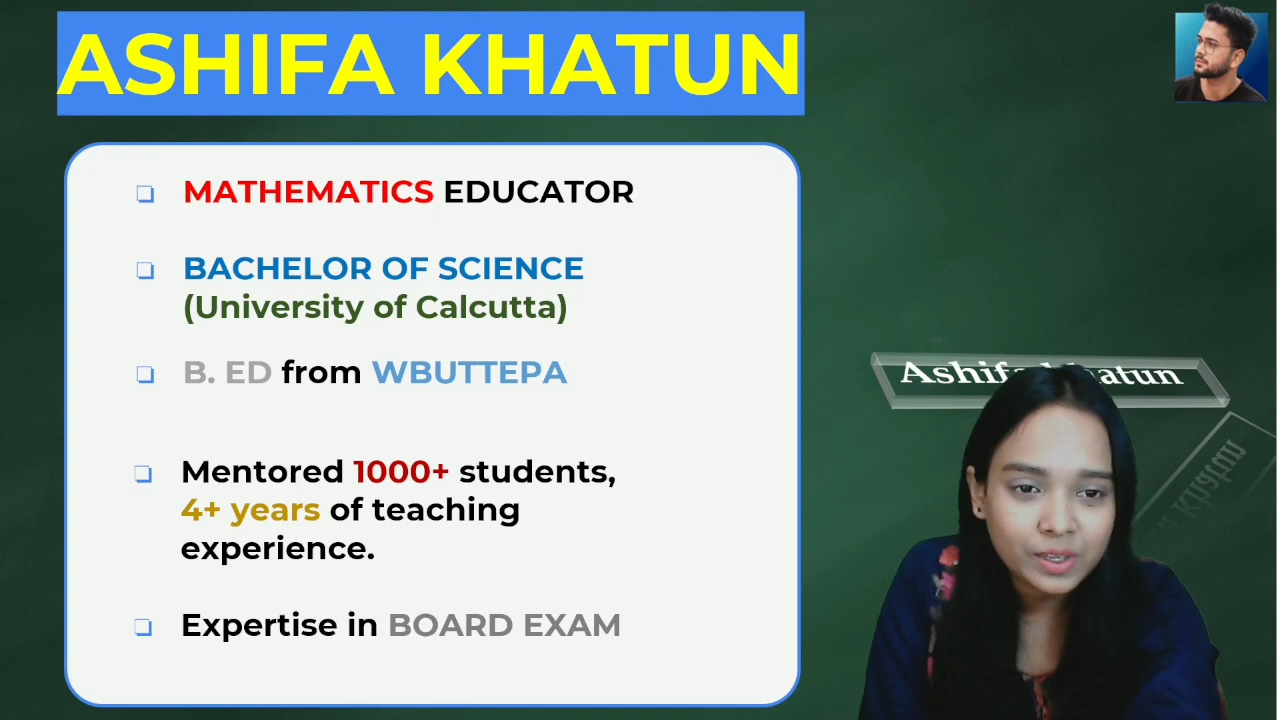 ASHIFA KHATUN
MATHEMATICS EDUCATOR
BACHELOR OF SCIENCE
(University of Calcutta)
B. ED from WBUTTEPA
Mentored 1000+ students,
4+ years of teaching
experience.
Expertise in BOARD EXAM